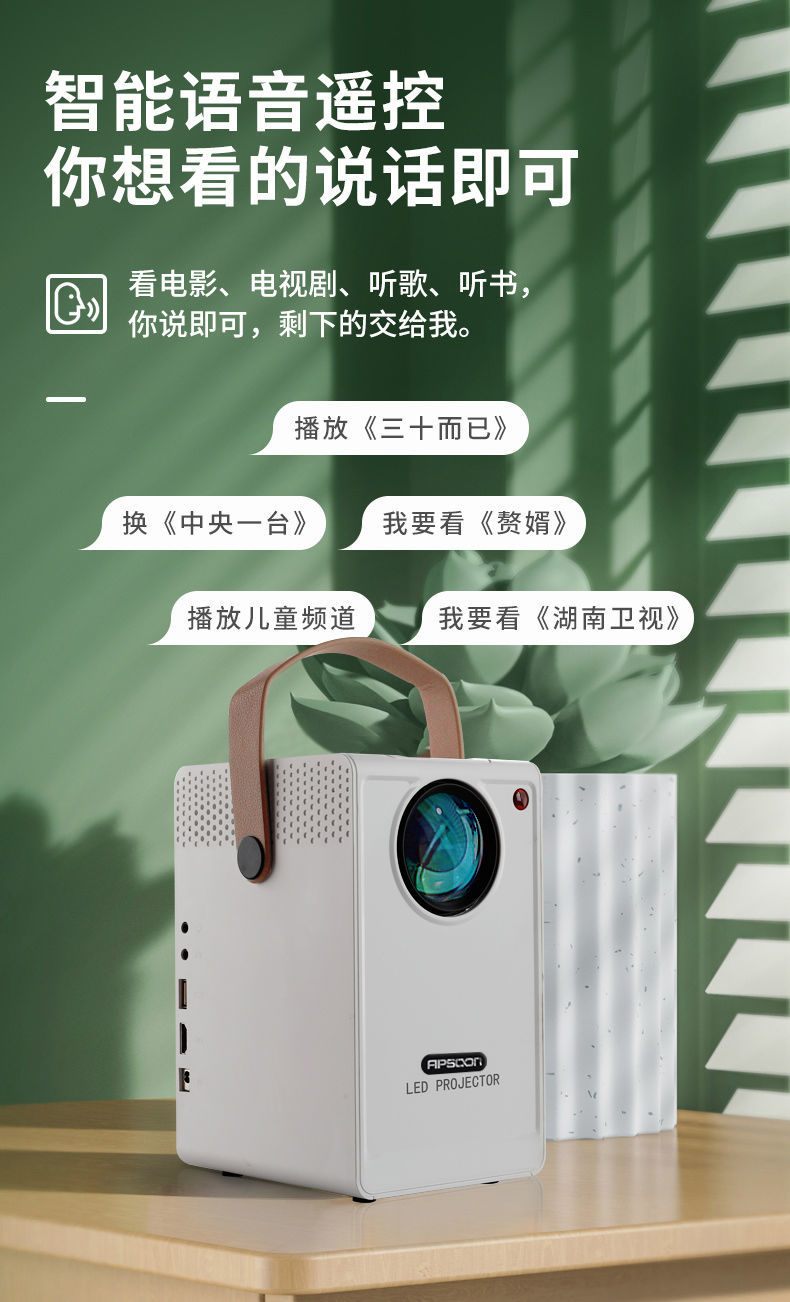 智能语音遥控
你想看的说话即可
看电影、电视剧、听歌、听书，
你说即可，剩下的交给我。
播放《三十而已》
换《中央一台》
我要看《赘婿》
播放儿童频道
我要看《湖南卫视》
APSOON
LED PROJECTOR